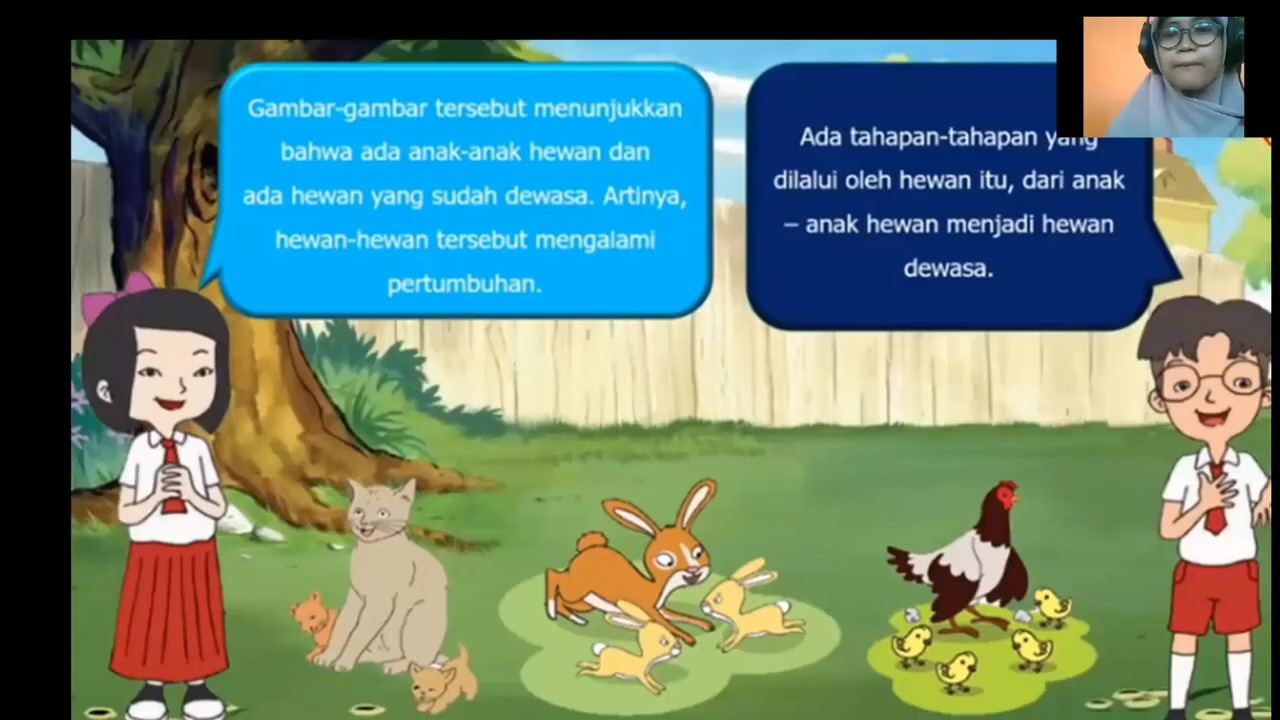 Gambar-gambar tersebut menunjukkan
bahwa ada anak-anak hewan dan
ada hewan yang sudah dewasa. Artinya,
hewan-hewan tersebut mengalami
pertumbuhan.
Ada tahapan-tahapan yang
dilalui oleh hewan itu, dari anak
– anak hewan menjadi hewan
dewasa.